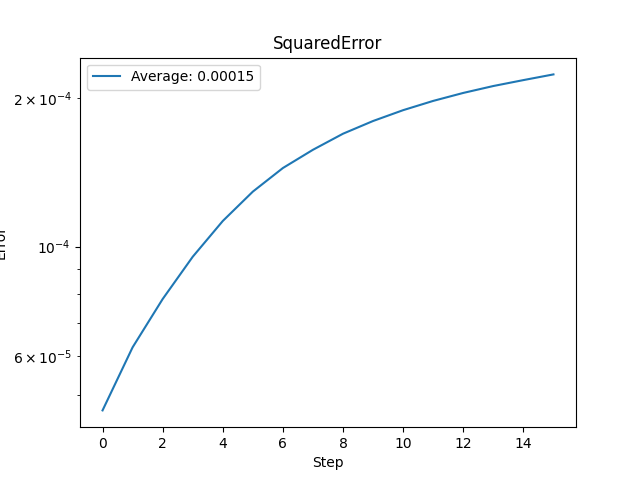 SquaredError
Average: 0.00015
2 × 10⁻⁴
10⁻⁴
6 × 10⁻⁵
Error
0 2 4 6 8 10 12 14
Step